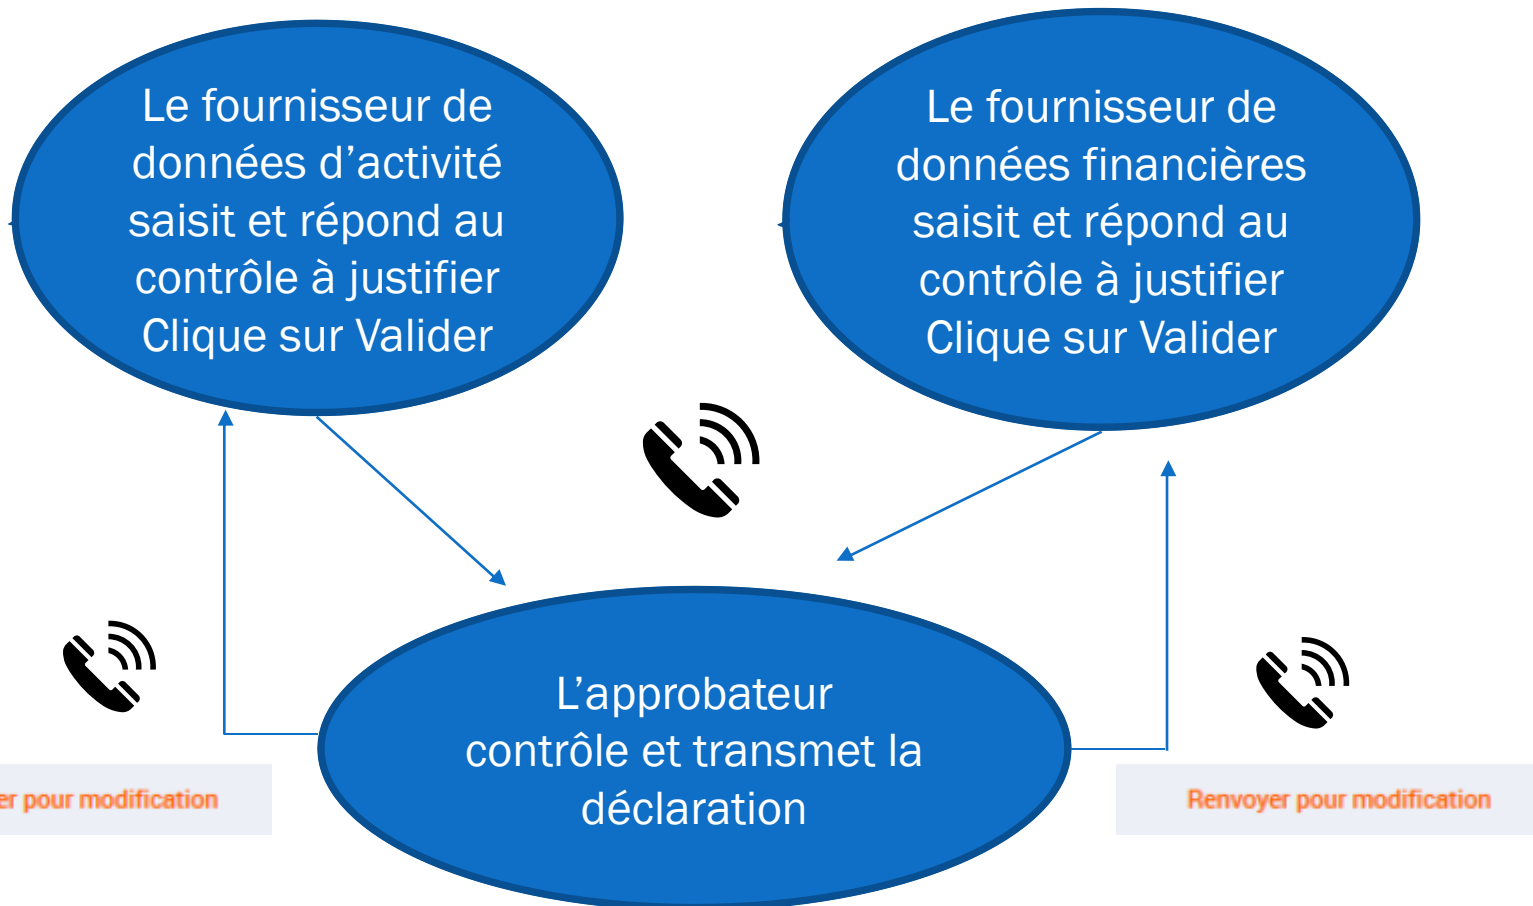 Le fournisseur de
données d’activité
saisit et répond au
contrôle à justifier
Clique sur Valider
Le fournisseur de
données financières
saisit et répond au
contrôle à justifier
Clique sur Valider
L’approbateur
contrôle et transmet la
déclaration
pour modification
Renvoyer pour modification